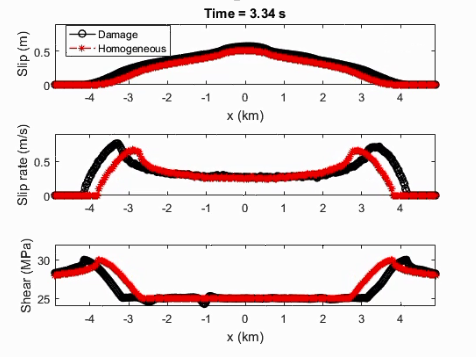 Time = 3.34 s
Damage
Homogeneous
Slip (m)
0.5
0
-4 -3 -2 -1 0 1 2 3 4
x (km)
Slip rate (m/s)
0.5
0
-4 -3 -2 -1 0 1 2 3 4
x (km)
Shear (MPa)
30
25
-4 -3 -2 -1 0 1 2 3 4
x (km)